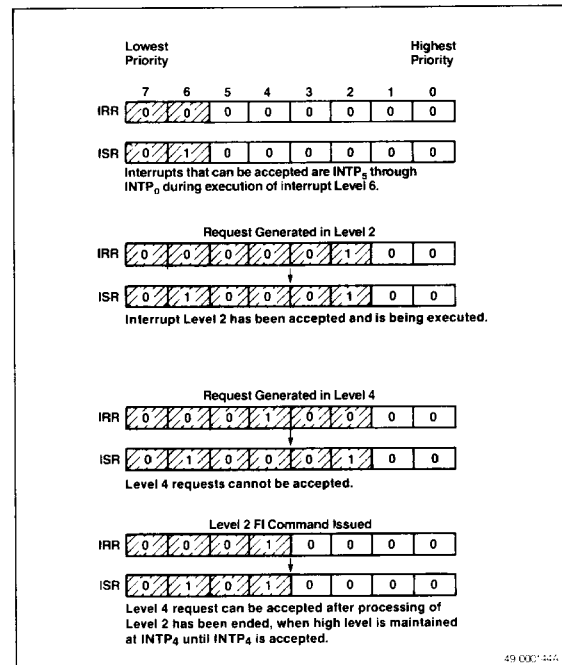 Lowest Priority
Highest Priority
7 6 5 4 3 2 1 0
IRR 0 0 0 0 0 0 0 0
ISR 0 1 0 0 0 0 0 0
Interrupts that can be accepted are INTP5 through
INTP0 during execution of interrupt Level 6.
Request Generated in Level 2
IRR 0 0 0 0 0 1 0 0
ISR 0 1 0 0 0 1 0 0
Interrupt Level 2 has been accepted and is being executed.
Request Generated in Level 4
IRR 0 0 0 1 0 0 0 0
ISR 0 1 0 0 0 1 0 0
Level 4 requests cannot be accepted.
Level 2 FI Command Issued
IRR 0 0 0 1 0 0 0 0
ISR 0 1 0 1 0 0 0 0
Level 4 request can be accepted after processing of
Level 2 has been ended, when high level is maintained
at INTP4 until INTP4 is accepted.